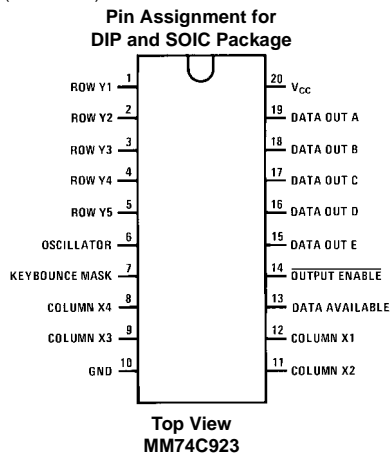 Pin Assignment for
DIP and SOIC Package
ROW Y1 1
20 VCC
ROW Y2 2
19 DATA OUT A
ROW Y3 3
18 DATA OUT B
ROW Y4 4
17 DATA OUT C
ROW Y5 5
16 DATA OUT D
OSCILLATOR 6
15 DATA OUT E
KEYBOUNCE MASK 7
14 OUTPUT ENABLE
COLUMN X4 8
13 DATA AVAILABLE
COLUMN X3 9
12 COLUMN X1
GND 10
11 COLUMN X2
Top View
MM74C923